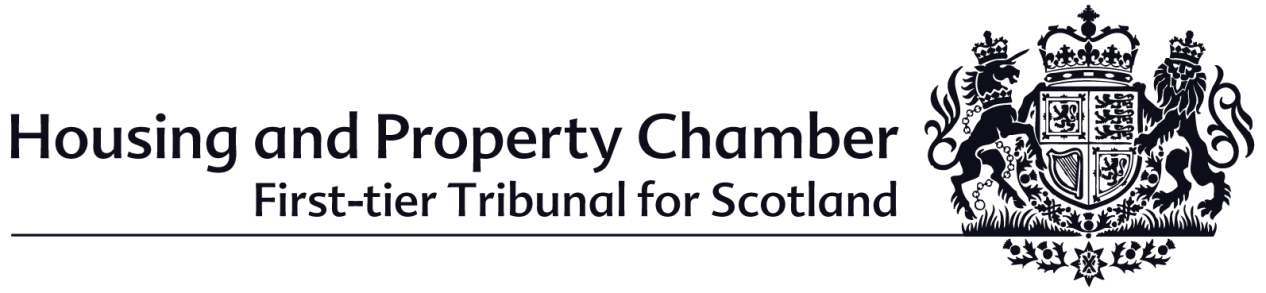 Housing and Property Chamber
First-tier Tribunal for Scotland